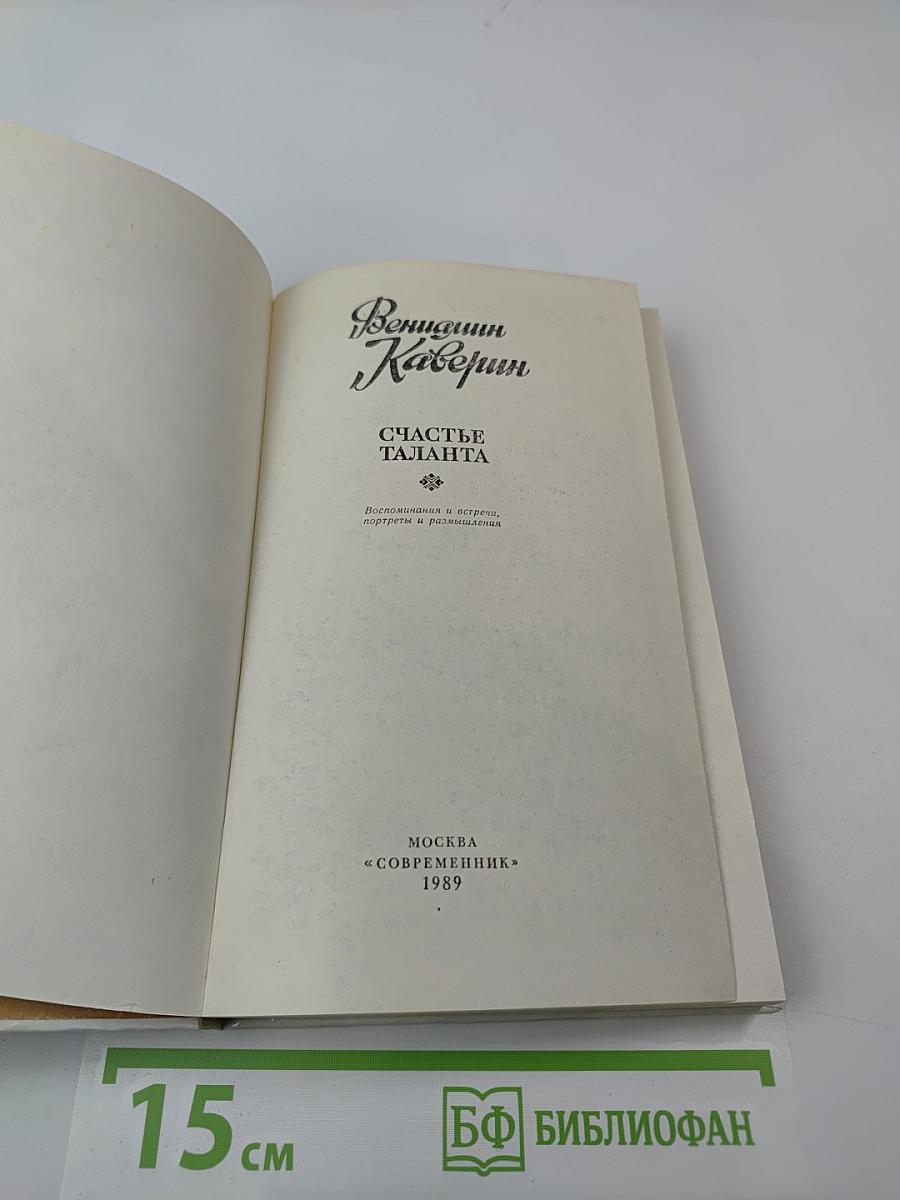 Вениамин
Каверин
СЧАСТЬЕ
ТАЛАНТА
Воспоминания и встречи,
портреты и размышления
МОСКВА
«СОВРЕМЕННИК»
1989
15 см
БФ БИБЛИОФАН